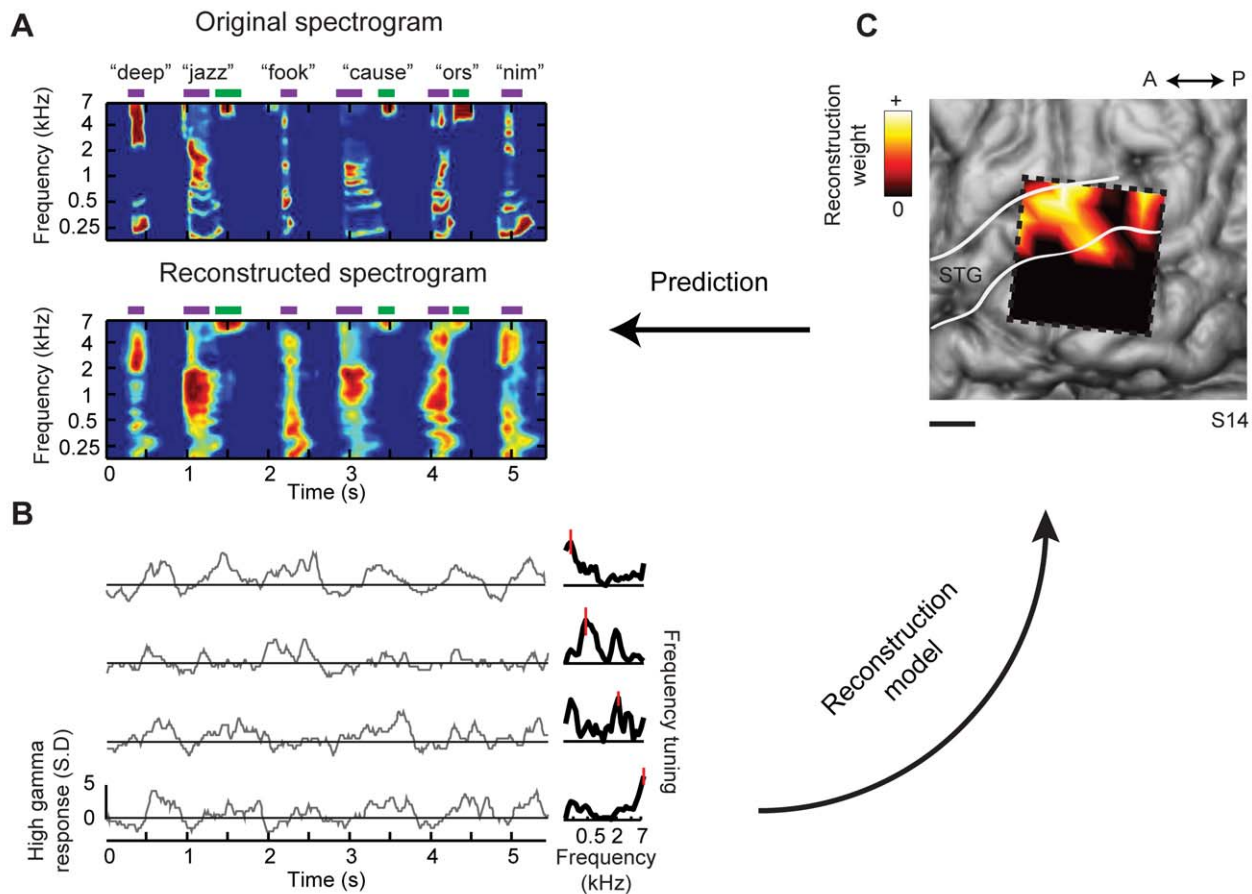 A
Original spectrogram
“deep” “jazz” “fook” “cause” “ors” “nim”
7
4
2
1
0.5
0.25
Frequency (kHz)
Reconstructed spectrogram
7
4
2
1
0.5
0.25
Frequency (kHz)
0 1 2 3 4 5
Time (s)
Prediction
C
A P
+
0
Reconstruction
weight
STG
S14
B
High gamma
response (S.D)
5
0
0 1 2 3 4 5
Time (s)
Frequency tuning
0.5 2 7
Frequency
(kHz)
Reconstruction
model